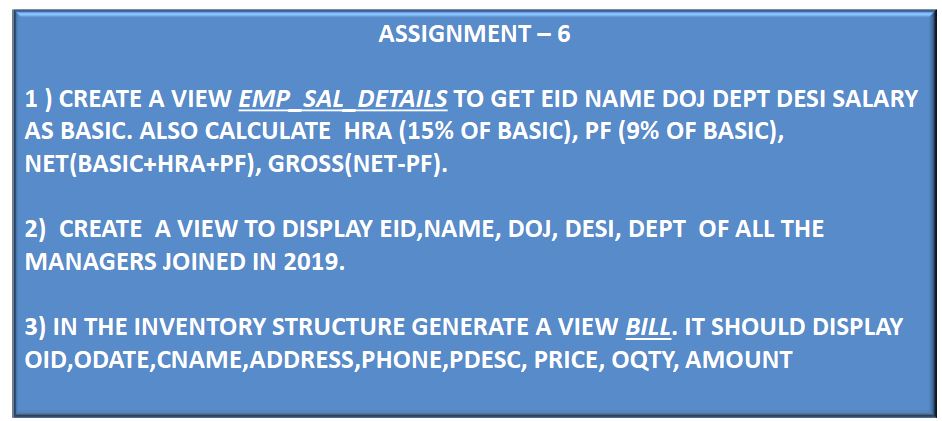 ASSIGNMENT – 6
1 ) CREATE A VIEW EMP_SAL_DETAILS TO GET EID NAME DOJ DEPT DESI SALARY
AS BASIC. ALSO CALCULATE HRA (15% OF BASIC), PF (9% OF BASIC),
NET(BASIC+HRA+PF), GROSS(NET-PF).
2) CREATE A VIEW TO DISPLAY EID,NAME, DOJ, DESI, DEPT OF ALL THE
MANAGERS JOINED IN 2019.
3) IN THE INVENTORY STRUCTURE GENERATE A VIEW BILL. IT SHOULD DISPLAY
OID,ODATE,CNAME,ADDRESS,PHONE,PDESC, PRICE, OQTY, AMOUNT